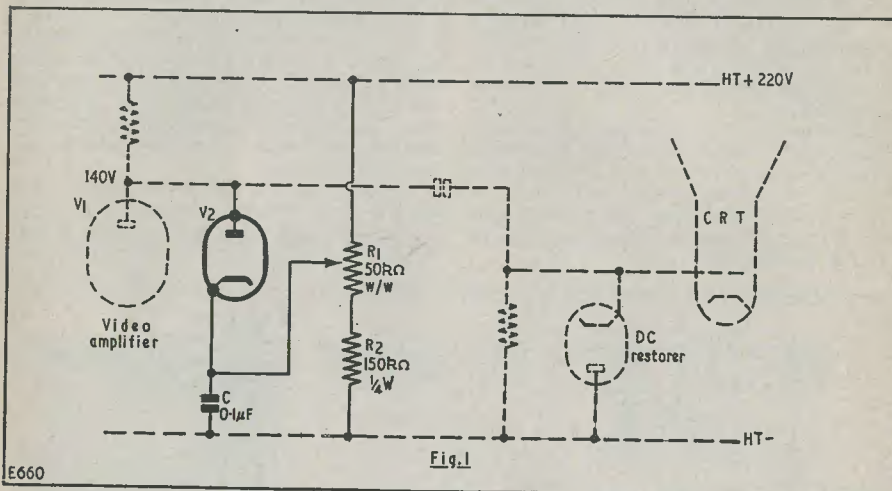 HT+ 220V
140V
V1
V2
CRT
R1
50kΩ
W/W
Video
amplifier
R2
150kΩ
¼W
DC
restorer
C
0·1µF
HT-
Fig.1
E660